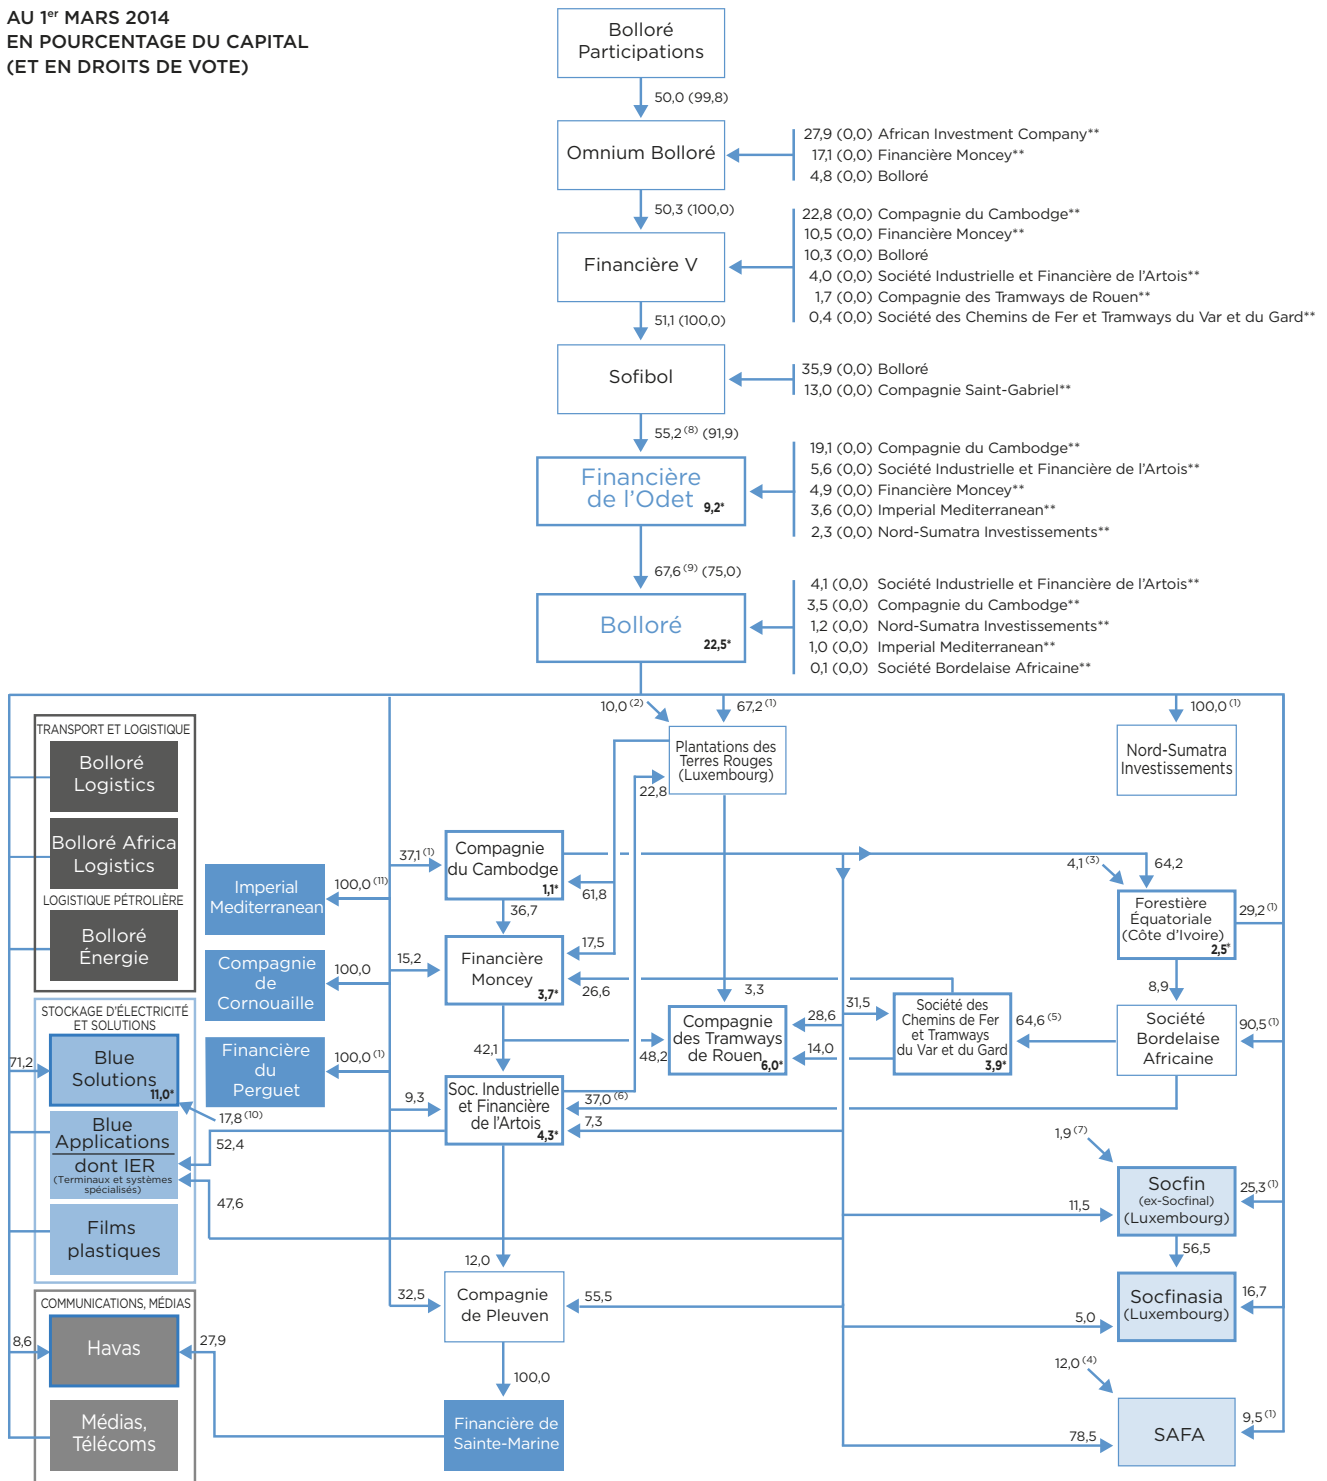 AU 1er MARS 2014
EN POURCENTAGE DU CAPITAL
(ET EN DROITS DE VOTE)
Bolloré
Participations
50,0 (99,8)
Omnium Bolloré
27,9 (0,0) African Investment Company**
17,1 (0,0) Financière Moncey**
4,8 (0,0) Bolloré
50,3 (100,0)
Financière V
22,8 (0,0) Compagnie du Cambodge**
10,5 (0,0) Financière Moncey**
10,3 (0,0) Bolloré
4,0 (0,0) Société Industrielle et Financière de l'Artois**
1,7 (0,0) Compagnie des Tramways de Rouen**
0,4 (0,0) Société des Chemins de Fer et Tramways du Var et du Gard**
51,1 (100,0)
Sofibol
35,9 (0,0) Bolloré
13,0 (0,0) Compagnie Saint-Gabriel**
55,2 (8) (91,9)
Financière
de l'Odet 9,2*
19,1 (0,0) Compagnie du Cambodge**
5,6 (0,0) Société Industrielle et Financière de l'Artois**
4,9 (0,0) Financière Moncey**
3,6 (0,0) Imperial Mediterranean**
2,3 (0,0) Nord-Sumatra Investissements**
67,6 (9) (75,0)
Bolloré
22,5*
4,1 (0,0) Société Industrielle et Financière de l'Artois**
3,5 (0,0) Compagnie du Cambodge**
1,2 (0,0) Nord-Sumatra Investissements**
1,0 (0,0) Imperial Mediterranean**
0,1 (0,0) Société Bordelaise Africaine**
10,0 (2)
67,2 (1)
100,0 (1)
TRANSPORT ET LOGISTIQUE
Bolloré
Logistics
Bolloré Africa
Logistics
LOGISTIQUE PÉTROLIÈRE
Bolloré
Énergie
STOCKAGE D'ÉLECTRICITÉ
ET SOLUTIONS
71,2
Blue
Solutions
11,0*
17,8 (10)
Blue
Applications
dont IER
(Terminaux et systèmes
spécialisés)
52,4
47,6
Films
plastiques
COMMUNICATIONS, MÉDIAS
8,6
Havas
27,9
Médias,
Télécoms
Imperial
Mediterranean
100,0 (11)
Compagnie
de
Cornouaille
100,0
Financière
du
Perguet
100,0 (1)
Plantations des
Terres Rouges
(Luxembourg)
22,8
Nord-Sumatra
Investissements
37,1 (1)
Compagnie
du Cambodge
1,1*
61,8
36,7
15,2
Financière
Moncey
3,7*
17,5
26,6
3,3
42,1
48,2
Compagnie
des Tramways
de Rouen
6,0*
28,6
14,0
31,5
Société des
Chemins de Fer
et Tramways
du Var et du Gard
3,9*
64,6 (5)
4,1 (3)
64,2
Forestière
Équatoriale
(Côte d'Ivoire)
2,5*
29,2 (1)
8,9
Société
Bordelaise
Africaine
90,5 (1)
9,3
Soc. Industrielle
et Financière
de l'Artois
4,3*
37,0 (6)
7,3
1,9 (7)
11,5
Socfin
(ex-Socfinal)
(Luxembourg)
25,3 (1)
56,5
12,0
32,5
Compagnie
de Pleuven
55,5
5,0
Socfinasia
(Luxembourg)
16,7
100,0
Financière de
Sainte-Marine
12,0 (4)
78,5
SAFA
9,5 (1)